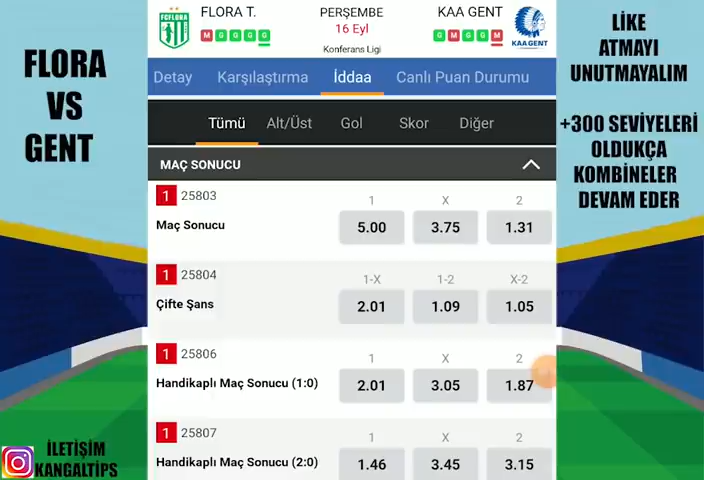 FLORA
VS
GENT
İLETİŞİM
KANGALTİPS
FCFLORA
FLORA T.
M G G G G
PERŞEMBE
16 Eyl
Konferans Ligi
KAA GENT
G M G G M
KAA GENT
Detay Karşılaştırma İddaa Canlı Puan Durumu
Tümü Alt/Üst Gol Skor Diğer
MAÇ SONUCU
1 25803 1 X 2
Maç Sonucu 5.00 3.75 1.31
1 25804 1-X 1-2 X-2
Çifte Şans 2.01 1.09 1.05
1 25806 1 X 2
Handikaplı Maç Sonucu (1:0) 2.01 3.05 1.87
1 25807 1 X 2
Handikaplı Maç Sonucu (2:0) 1.46 3.45 3.15
LİKE
ATMAYI
UNUTMAYALIM
+300 SEVİYELERİ
OLDUKÇA
KOMBİNELER
DEVAM EDER